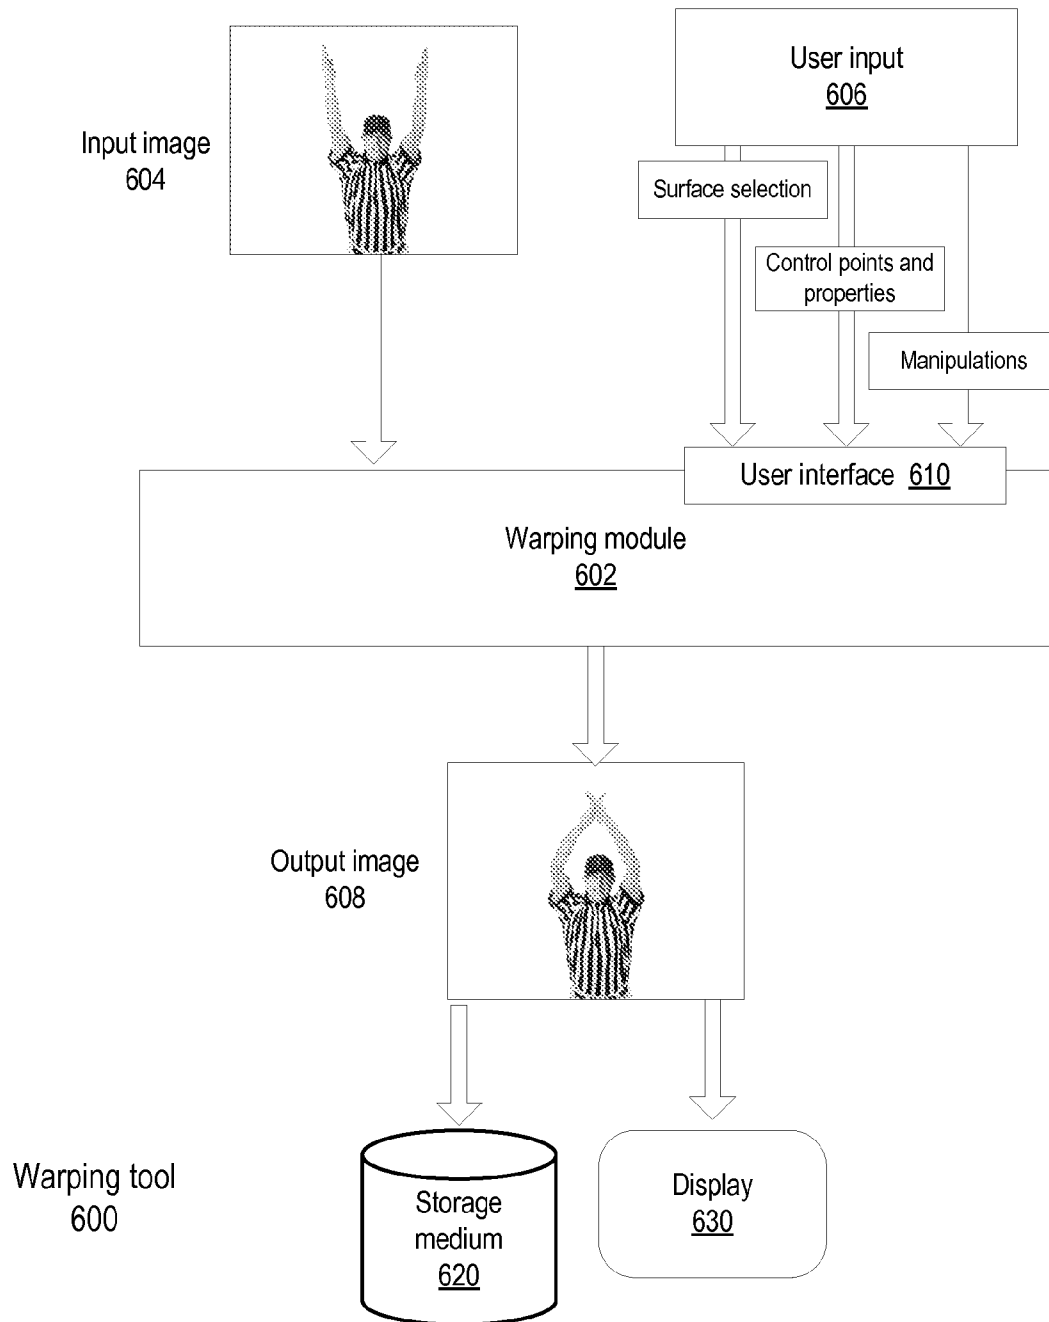 User input
606
Input image
604
Surface selection
Control points and
properties
Manipulations
User interface 610
Warping module
602
Output image
608
Warping tool
600
Storage
medium
620
Display
630